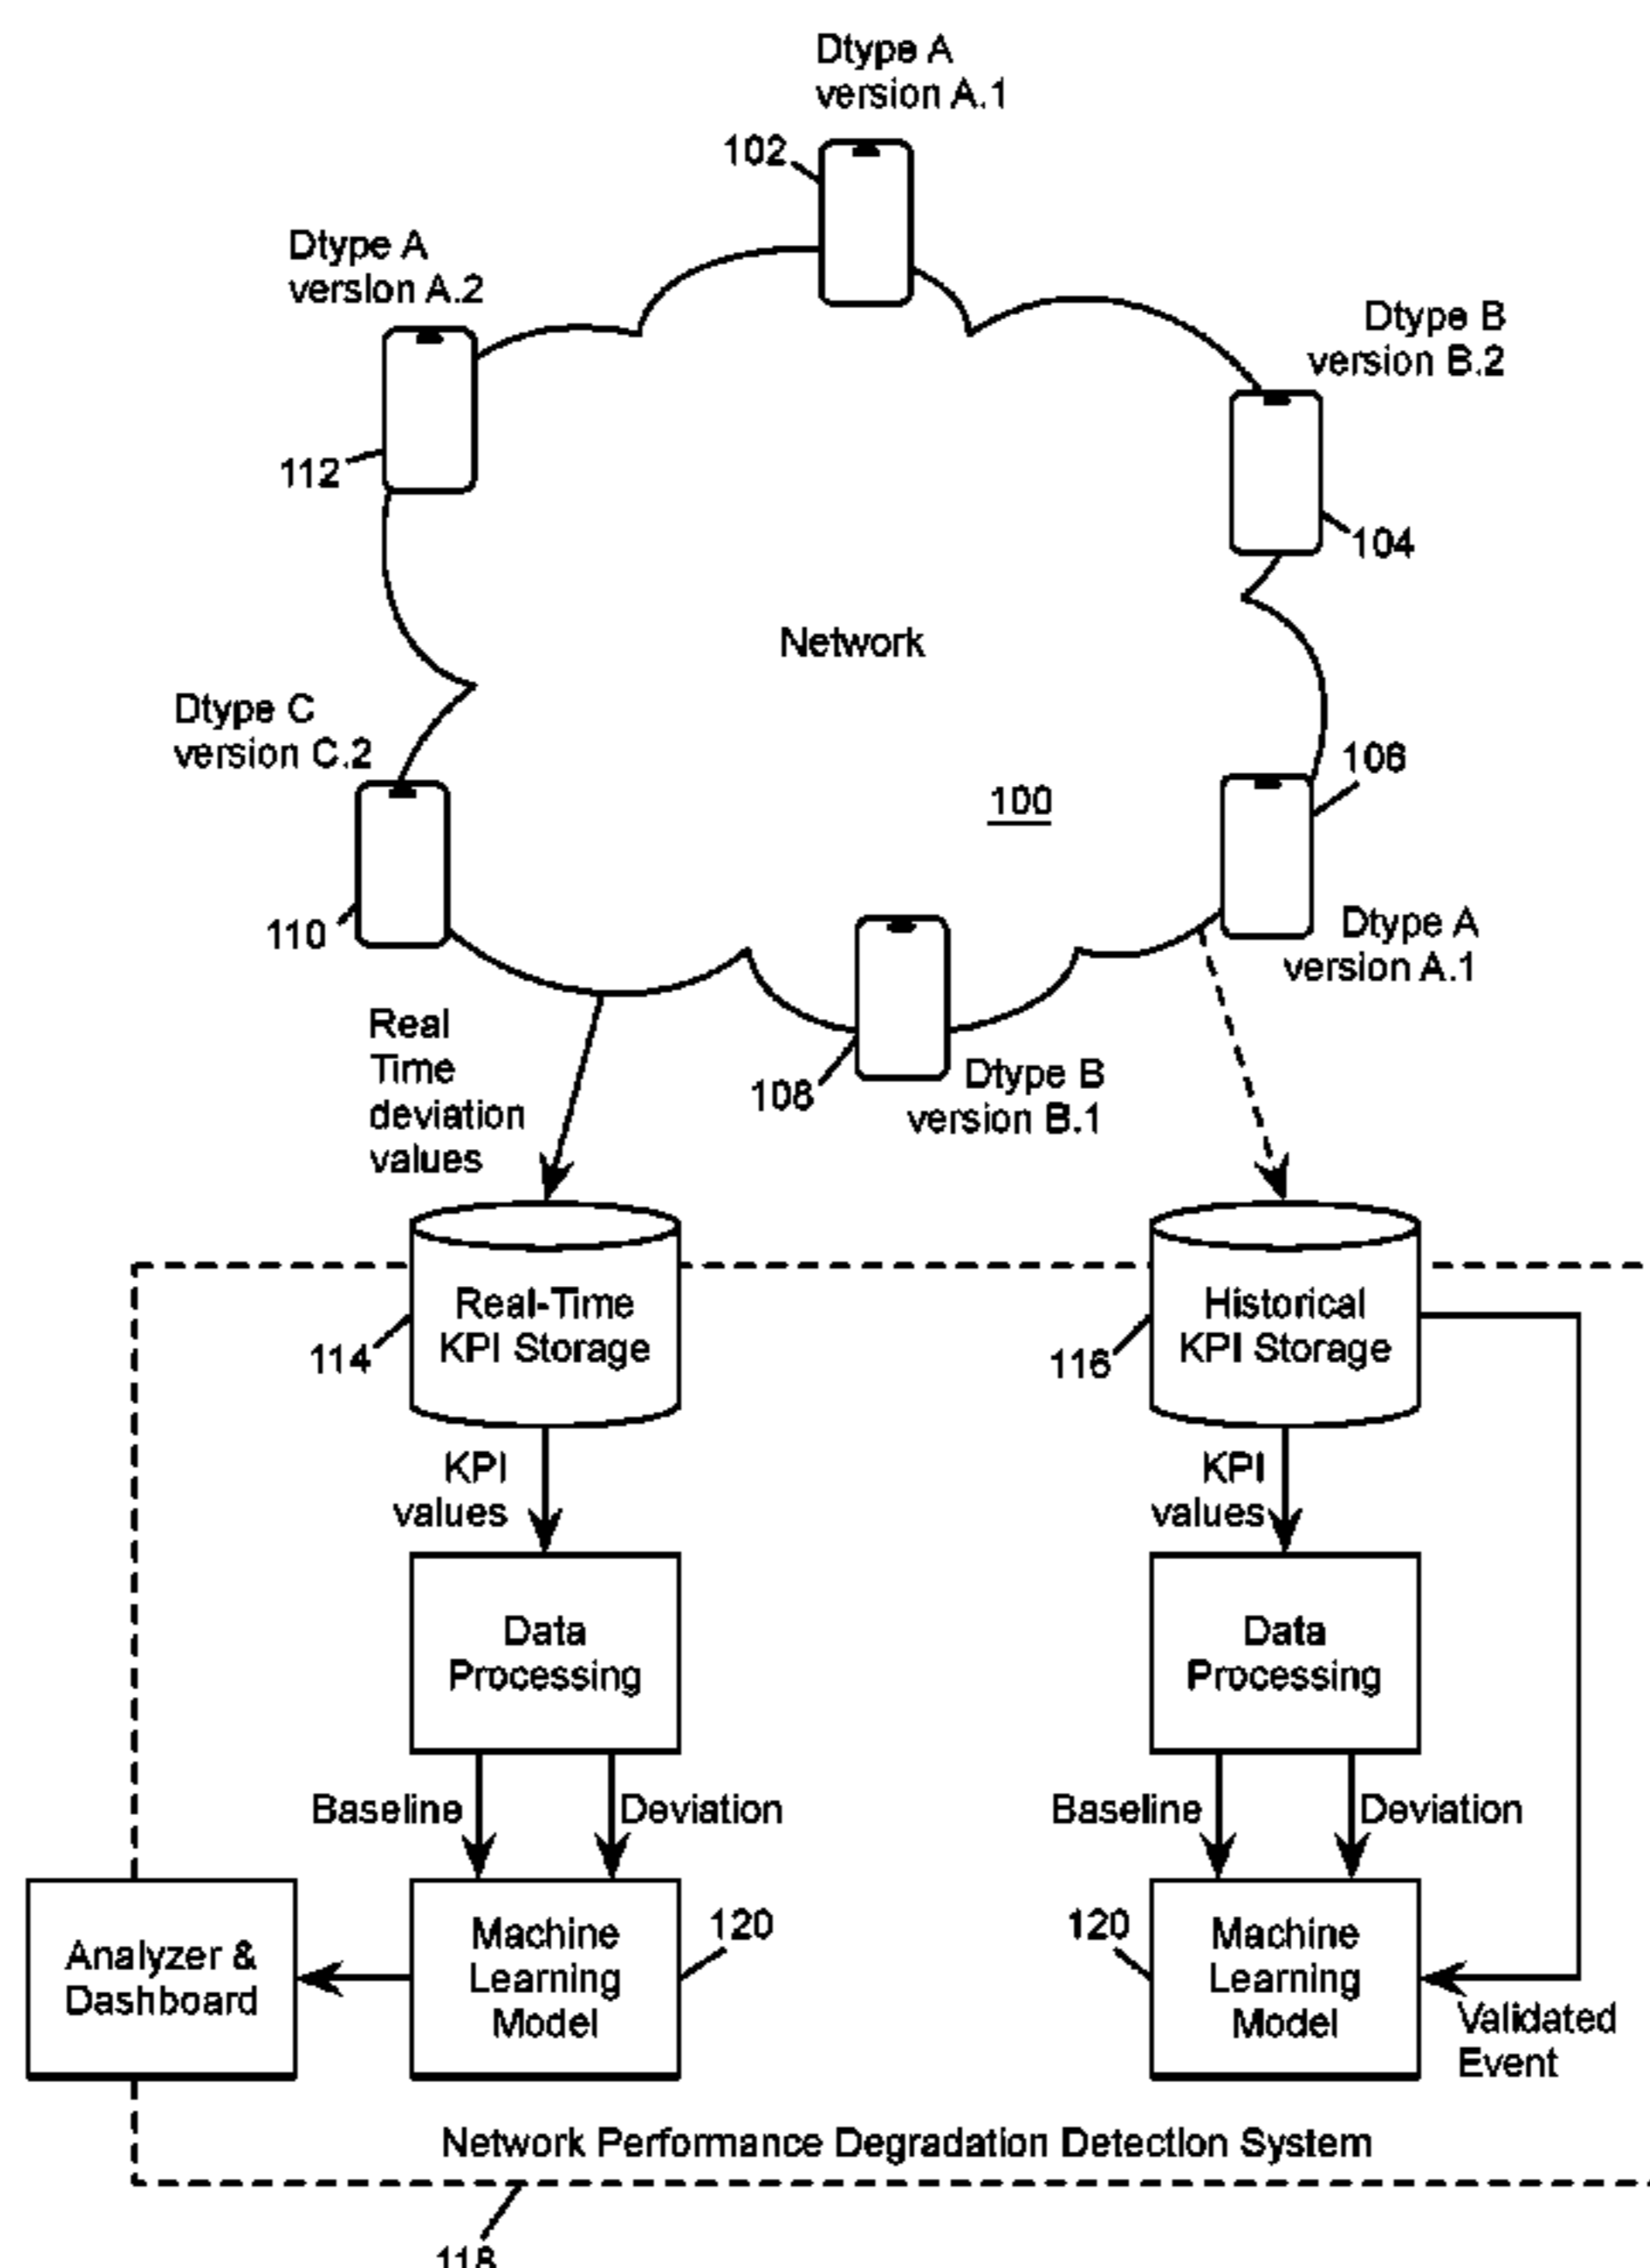 Dtype A
version A.1
102
Dtype A
version A.2
Dtype B
version B.2
112
104
Network
Dtype C
version C.2
106
100
110
Dtype A
version A.1
Real
Time
deviation
values
108
Dtype B
version B.1
Real-Time
KPI Storage
114
Historical
KPI Storage
116
KPI
values
KPI
values
Data
Processing
Data
Processing
Baseline
Deviation
Baseline
Deviation
Analyzer &
Dashboard
Machine
Learning
Model
120
120
Machine
Learning
Model
Validated
Event
Network Performance Degradation Detection System
118